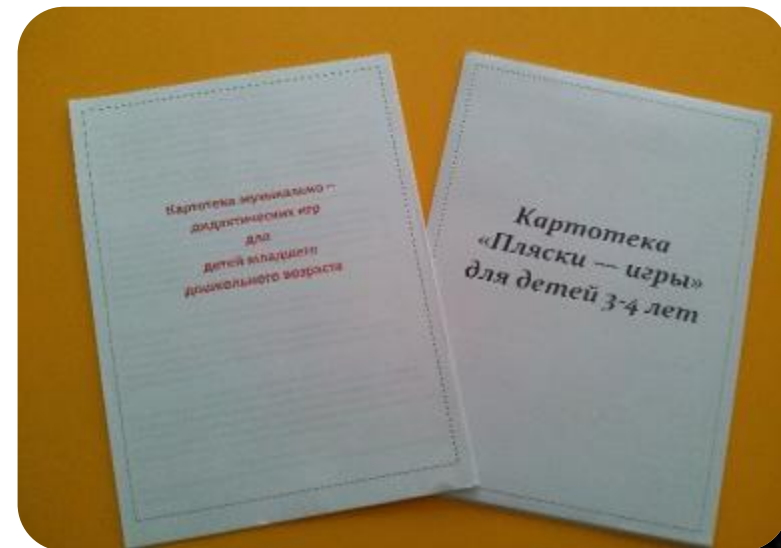 Картотека музыкально –
дидактических игр
для
детей младшего
дошкольного возраста
Картотека
«Пляски — игры»
для детей 3-4 лет